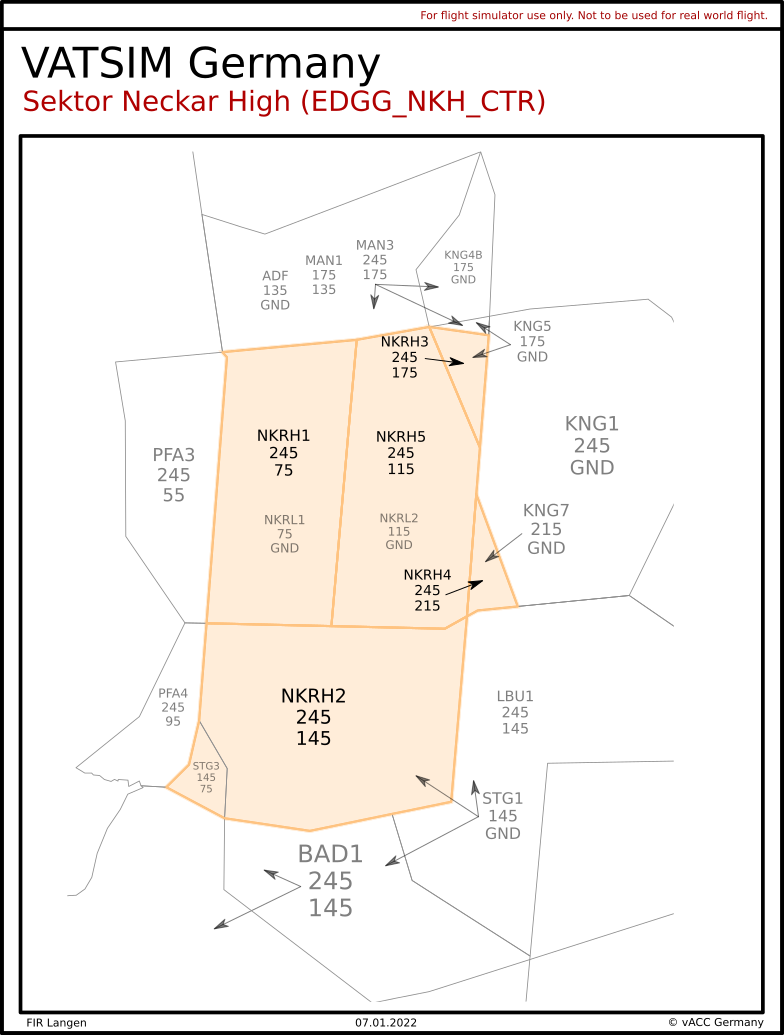 For flight simulator use only. Not to be used for real world flight.
VATSIM Germany
Sektor Neckar High (EDGG_NKH_CTR)
MAN3
245
175
KNG4B
175
GND
MAN1
175
135
ADF
135
GND
KNG5
175
GND
NKRH3
245
175
KNG1
245
GND
NKRH1
245
75
NKRH5
245
115
PFA3
245
55
KNG7
215
GND
NKRL1
75
GND
NKRL2
115
GND
NKRH4
245
215
NKRH2
245
145
PFA4
245
95
LBU1
245
145
STG3
145
75
STG1
145
GND
BAD1
245
145
FIR Langen
07.01.2022
© vACC Germany